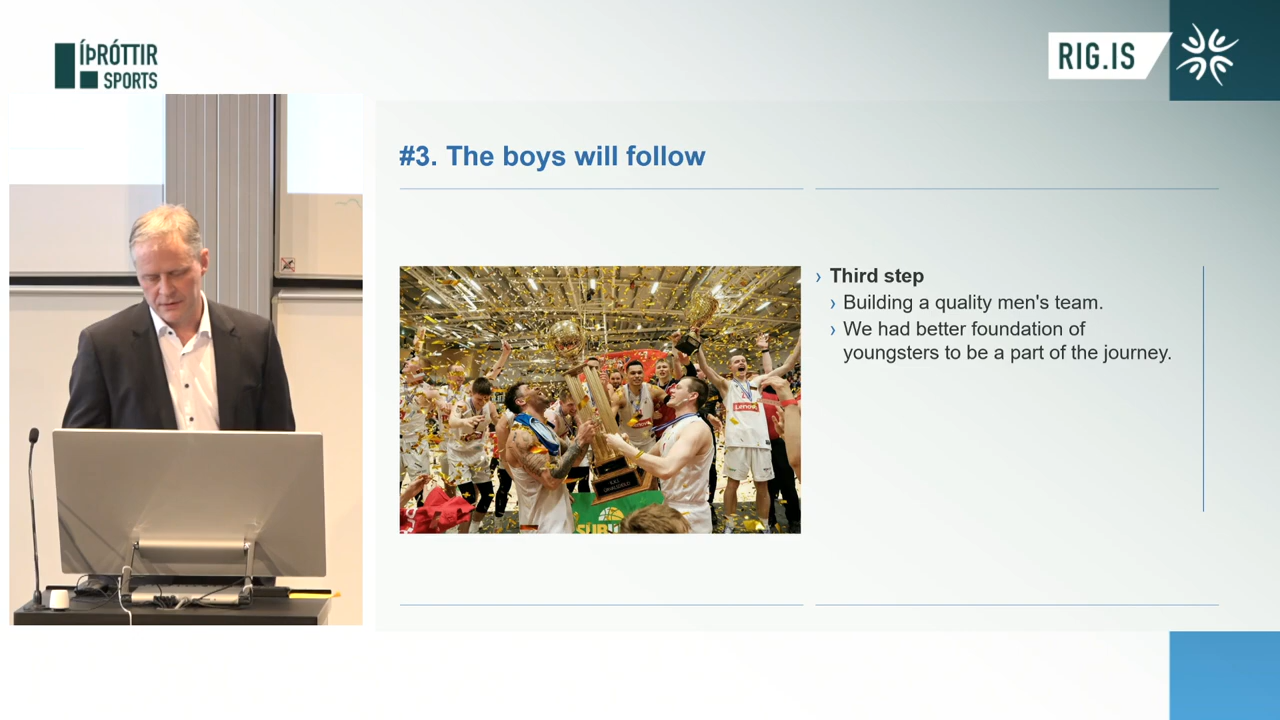 ÍÞRÓTTIR
SPORTS
RIG.IS
#3. The boys will follow
› Third step
› Building a quality men's team.
› We had better foundation of
youngsters to be a part of the journey.
Lenovo